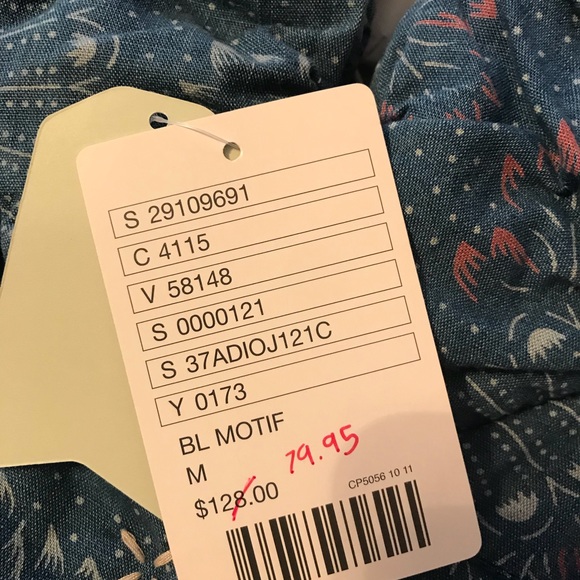 S 29109691
C 4115
V 58148
S 0000121
S 37ADIOJ121C
Y 0173
BL MOTIF
M 79.95
$128.00 CP5056 10 11